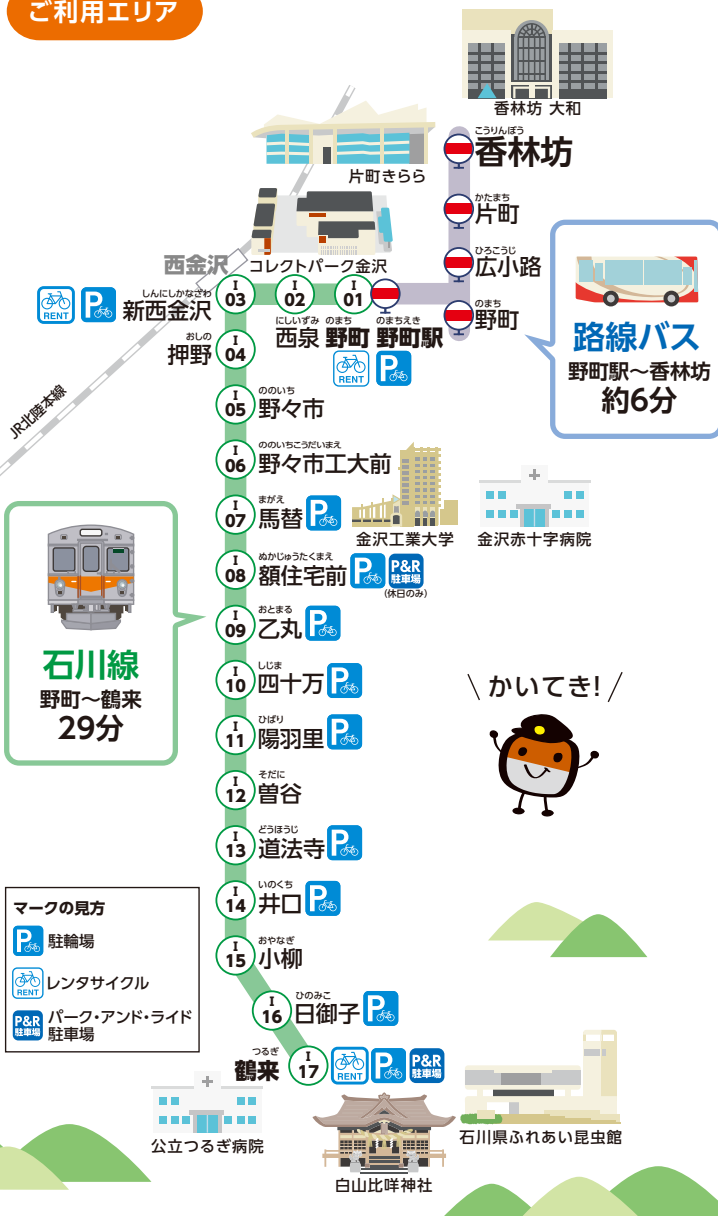 ご利用エリア
香林坊 大和
こうりんぼう
香林坊
片町きらら
かたまち
片町
ひろこうじ
広小路
コレクトパーク金沢
西金沢
のまち
野町
路線バス
野町駅〜香林坊
約6分
RENT
P
しんにしかなざわ
新西金沢
I
03
I
02
I
01
にしいずみ
西泉
のまち
野町
のまちえき
野町駅
RENT
P
おしの
押野
I
04
JR北陸本線
I
05
ののいち
野々市
I
06
ののいちこうだいまえ
野々市工大前
I
07
まがえ
馬替
P
金沢工業大学
金沢赤十字病院
I
08
ぬかじゅうたくまえ
額住宅前
P
P&R
駐車場
(休日のみ)
石川線
野町〜鶴来
29分
I
09
おとまる
乙丸
P
I
10
しじま
四十万
P
かいてき!
I
11
ひばり
陽羽里
P
I
12
そだに
曽谷
I
13
どうほうじ
道法寺
P
I
14
いのくち
井口
P
I
15
おやなぎ
小柳
I
16
ひのみこ
日御子
P
つるぎ
鶴来
I
17
RENT
P
P&R
駐車場
マークの見方
P
駐輪場
RENT
レンタサイクル
P&R
駐車場
パーク・アンド・ライド
駐車場
公立つるぎ病院
白山比咩神社
石川県ふれあい昆虫館